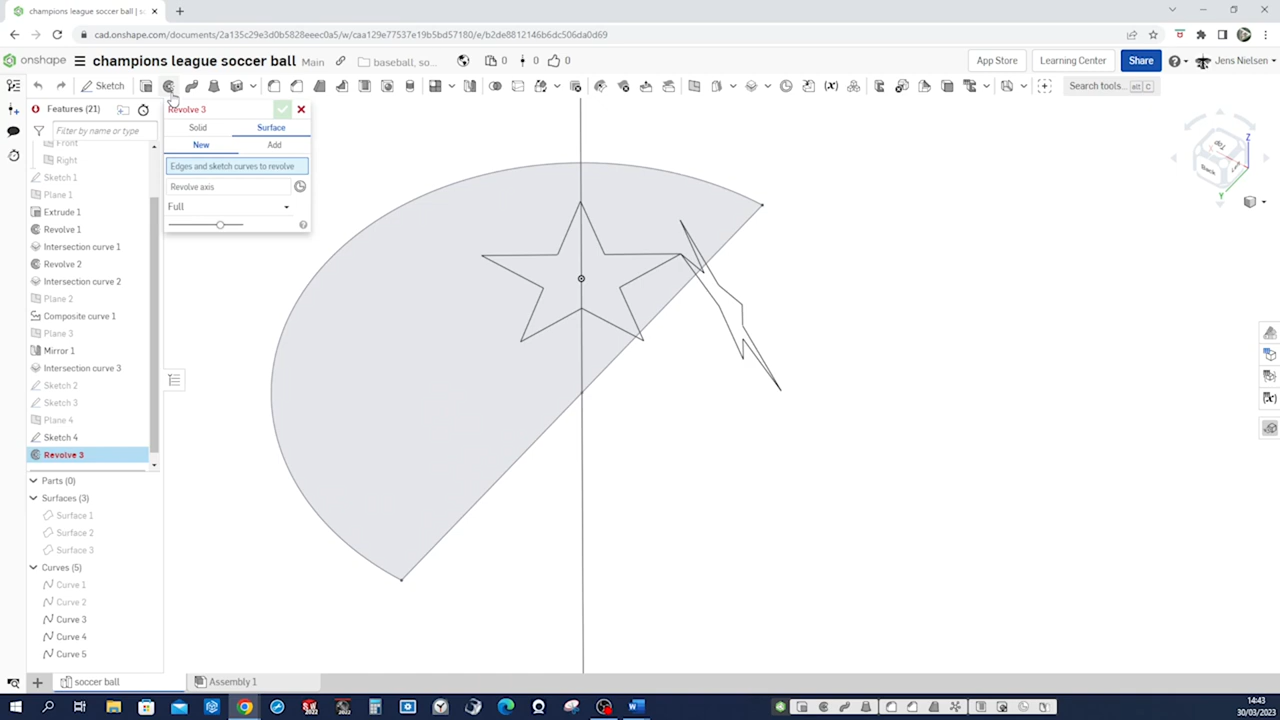 champions league soccer ball | s
cad.onshape.com/documents/2a135c29e3d0b5828eeec0a5/w/caa129e77537e19b5bd57180/e/b2de8812146b6dc506da0d69
onshape
champions league soccer ball
Main
baseball, so...
0
0
0
App Store
Learning Center
Share
Jens Nielsen
Sketch
Search tools...
alt
C
Features (21)
Filter by name or type
Front
Right
Sketch 1
Plane 1
Extrude 1
Revolve 1
Intersection curve 1
Revolve 2
Intersection curve 2
Plane 2
Composite curve 1
Plane 3
Mirror 1
Intersection curve 3
Sketch 2
Sketch 3
Plane 4
Sketch 4
Revolve 3
Parts (0)
Surfaces (3)
Surface 1
Surface 2
Surface 3
Curves (5)
Curve 1
Curve 2
Curve 3
Curve 4
Curve 5
Revolve 3
Solid
Surface
New
Add
Edges and sketch curves to revolve
Revolve axis
Full
Top
Back
Z
Y
soccer ball
Assembly 1
14:43
30/03/2023